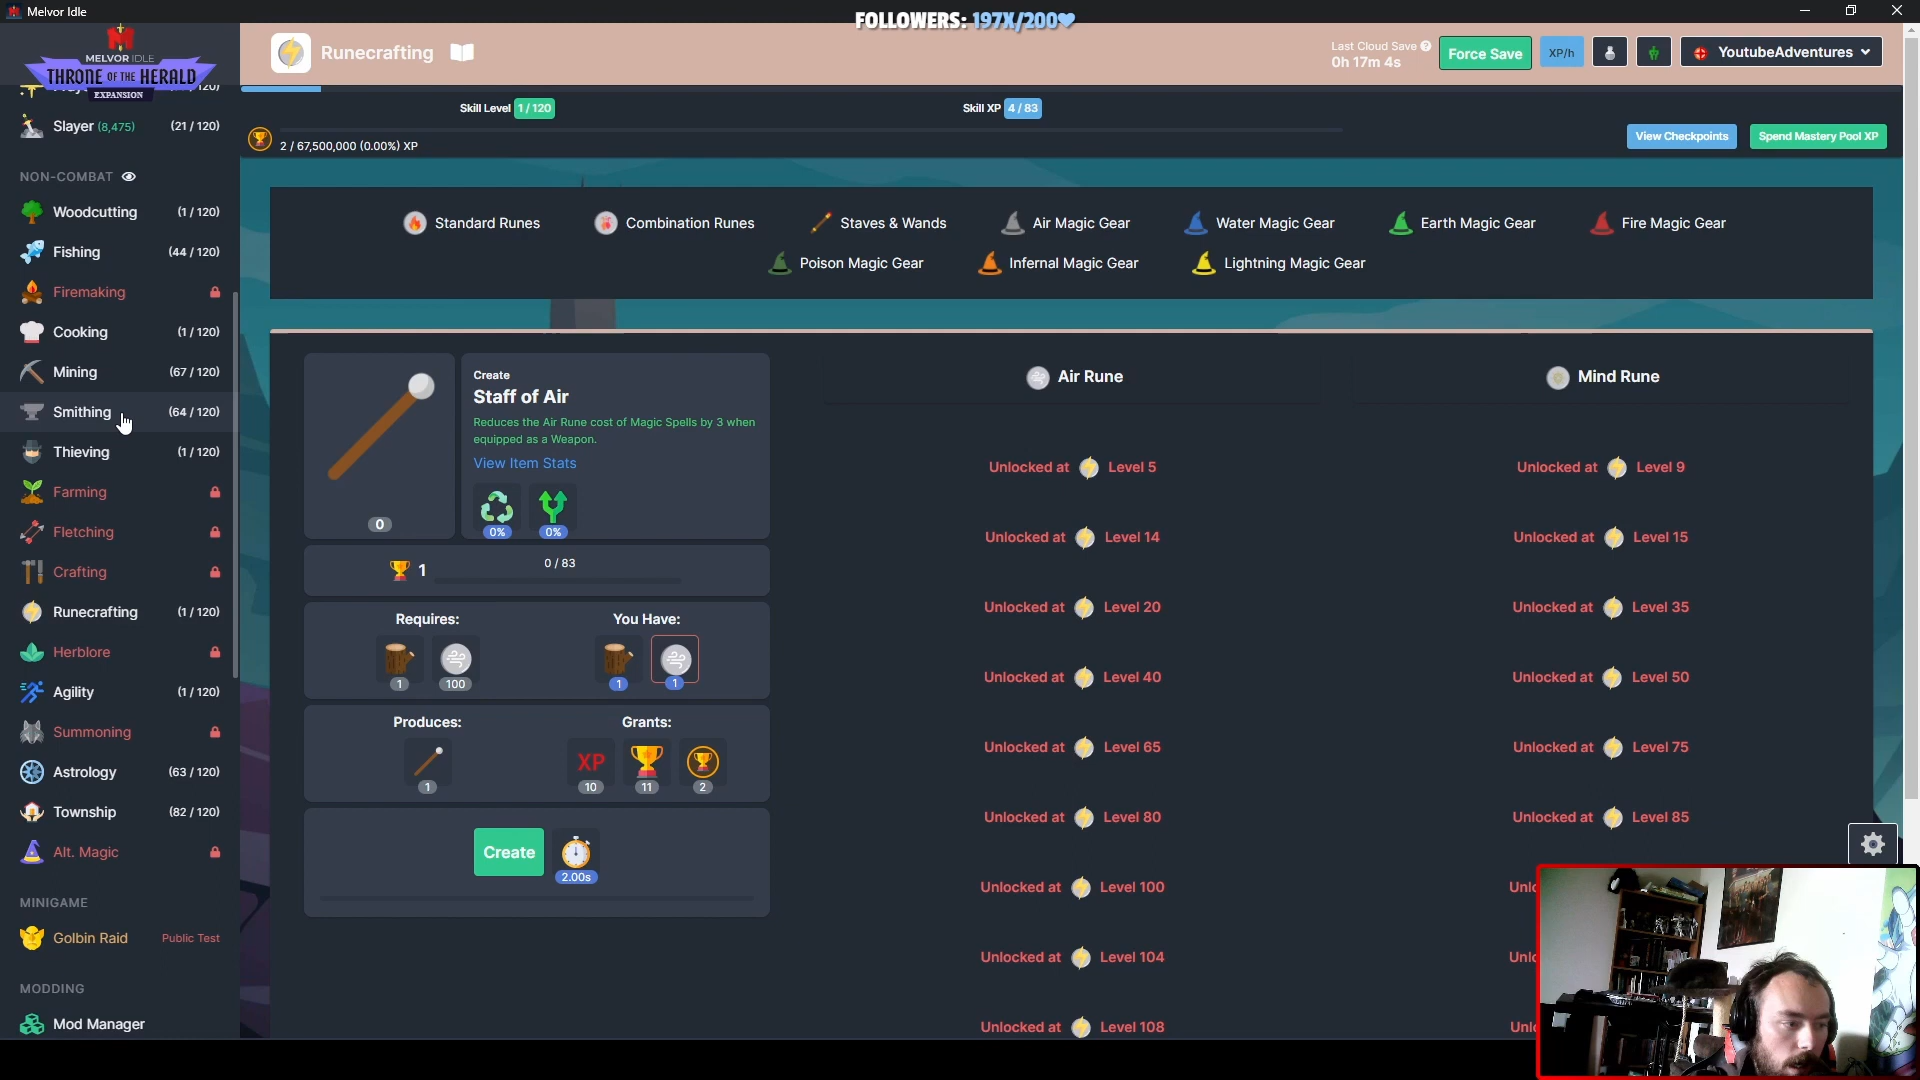 Melvor Idle
FOLLOWERS: 197X/200
MELVOR IDLE
THRONE OF THE HERALD
EXPANSION
Runecrafting
Last Cloud Save
0h 17m 4s
Force Save
XP/h
YoutubeAdventures
Skill Level 1 / 120
Skill XP 4 / 83
2 / 67,500,000 (0.00%) XP
View Checkpoints
Spend Mastery Pool XP
Slayer (8,475) (21 / 120)
NON-COMBAT
Woodcutting (1 / 120)
Fishing (44 / 120)
Firemaking
Cooking (1 / 120)
Mining (67 / 120)
Smithing (64 / 120)
Thieving (1 / 120)
Farming
Fletching
Crafting
Runecrafting (1 / 120)
Herblore
Agility (1 / 120)
Summoning
Astrology (63 / 120)
Township (82 / 120)
Alt. Magic
MINIGAME
Golbin Raid Public Test
MODDING
Mod Manager
Standard Runes
Combination Runes
Staves & Wands
Air Magic Gear
Water Magic Gear
Earth Magic Gear
Fire Magic Gear
Poison Magic Gear
Infernal Magic Gear
Lightning Magic Gear
0
Create
Staff of Air
Reduces the Air Rune cost of Magic Spells by 3 when
equipped as a Weapon.
View Item Stats
0% 0%
1
0 / 83
Requires:
1 100
You Have:
1 1
Produces:
1
Grants:
XP
10 11 2
Create
2.00s
Air Rune
Unlocked at Level 5
Unlocked at Level 14
Unlocked at Level 20
Unlocked at Level 40
Unlocked at Level 65
Unlocked at Level 80
Unlocked at Level 100
Unlocked at Level 104
Unlocked at Level 108
Mind Rune
Unlocked at Level 9
Unlocked at Level 15
Unlocked at Level 35
Unlocked at Level 50
Unlocked at Level 75
Unlocked at Level 85
Unlo
Unlo
Unlo